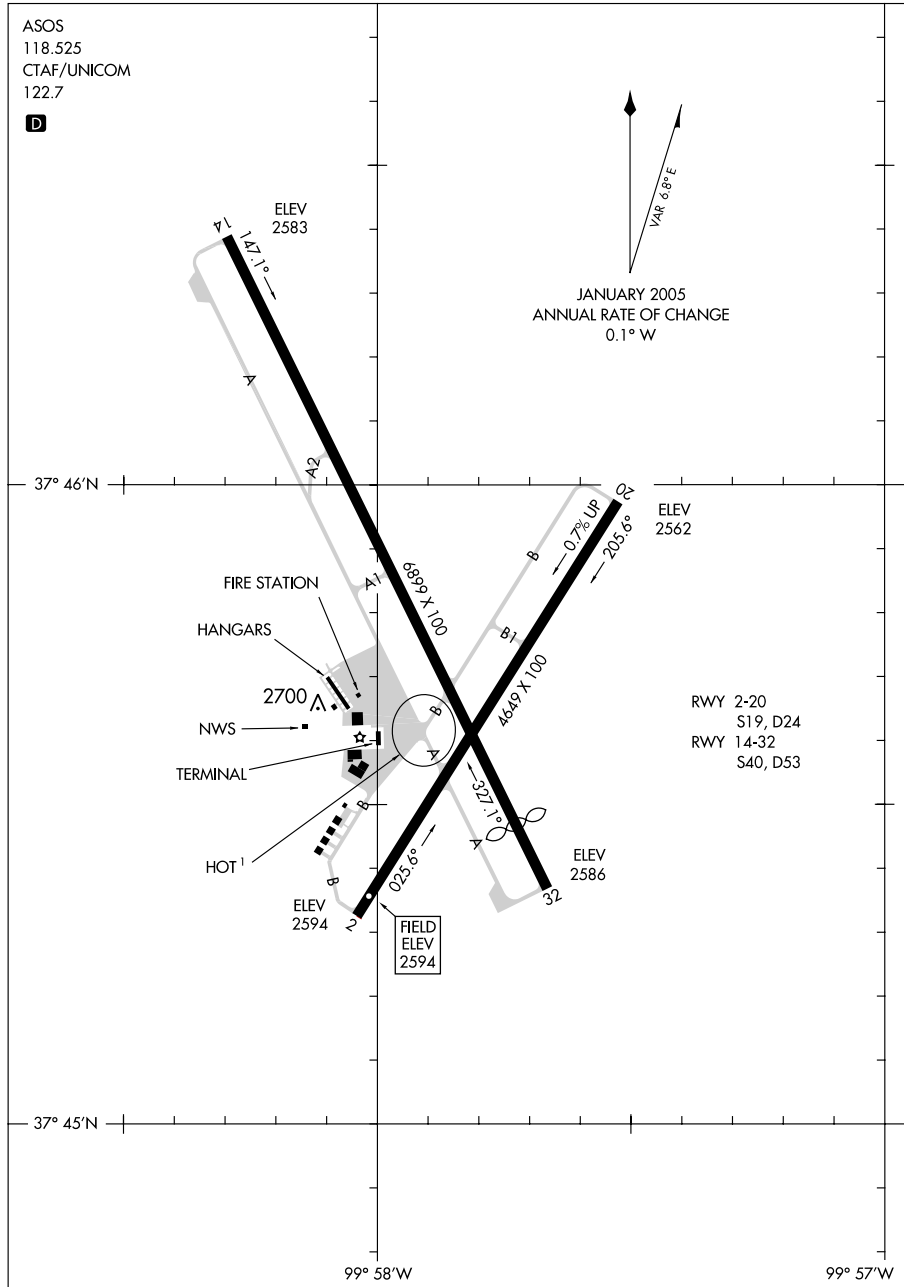 ASOS
118.525
CTAF/UNICOM
122.7
D
VAR 6.8° E
JANUARY 2005
ANNUAL RATE OF CHANGE
0.1° W
14
ELEV
2583
147.1°
A
A2
37° 46'N
20
ELEV
2562
0.7% UP
205.6°
B
6899 X 100
A1
FIRE STATION
HANGARS
B1
4649 X 100
2700
NWS
B
RWY 2-20
S19, D24
RWY 14-32
S40, D53
TERMINAL
A
327.1°
B
HOT 1
A
025.6°
ELEV
2586
32
B
ELEV
2594
2
FIELD
ELEV
2594
37° 45'N
99° 58'W
99° 57'W